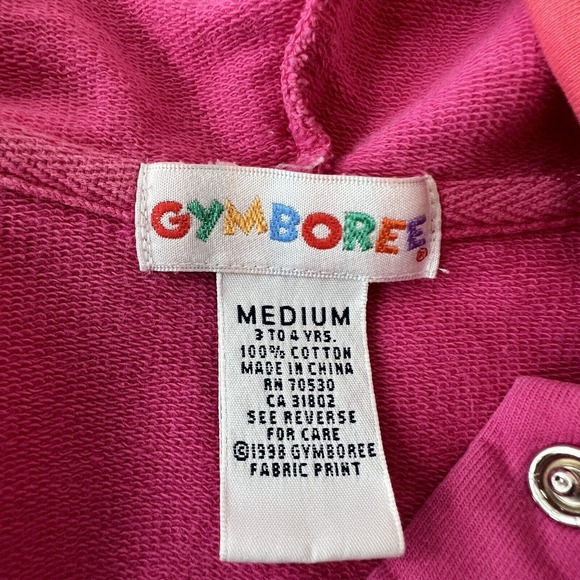 GYMBOREE®
MEDIUM
3 TO 4 YRS.
100% COTTON
MADE IN CHINA
RN 70530
CA 31802
SEE REVERSE
FOR CARE
©1998 GYMBOREE
FABRIC PRINT